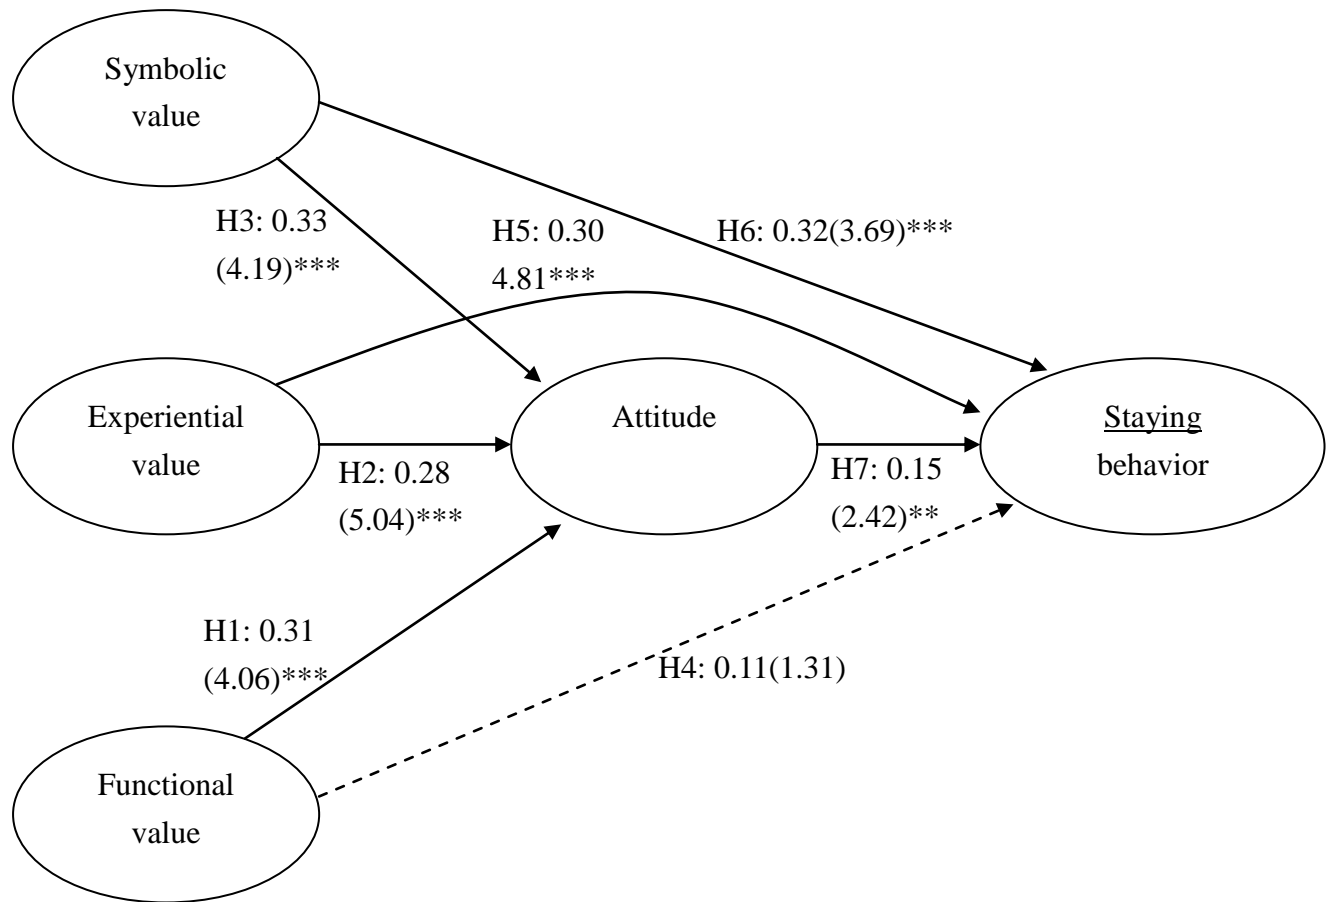 Symbolic
value
H3: 0.33
(4.19)***
H5: 0.30
4.81***
H6: 0.32(3.69)***
Experiential
value
Attitude
Staying
behavior
H2: 0.28
(5.04)***
H7: 0.15
(2.42)**
H1: 0.31
(4.06)***
H4: 0.11(1.31)
Functional
value